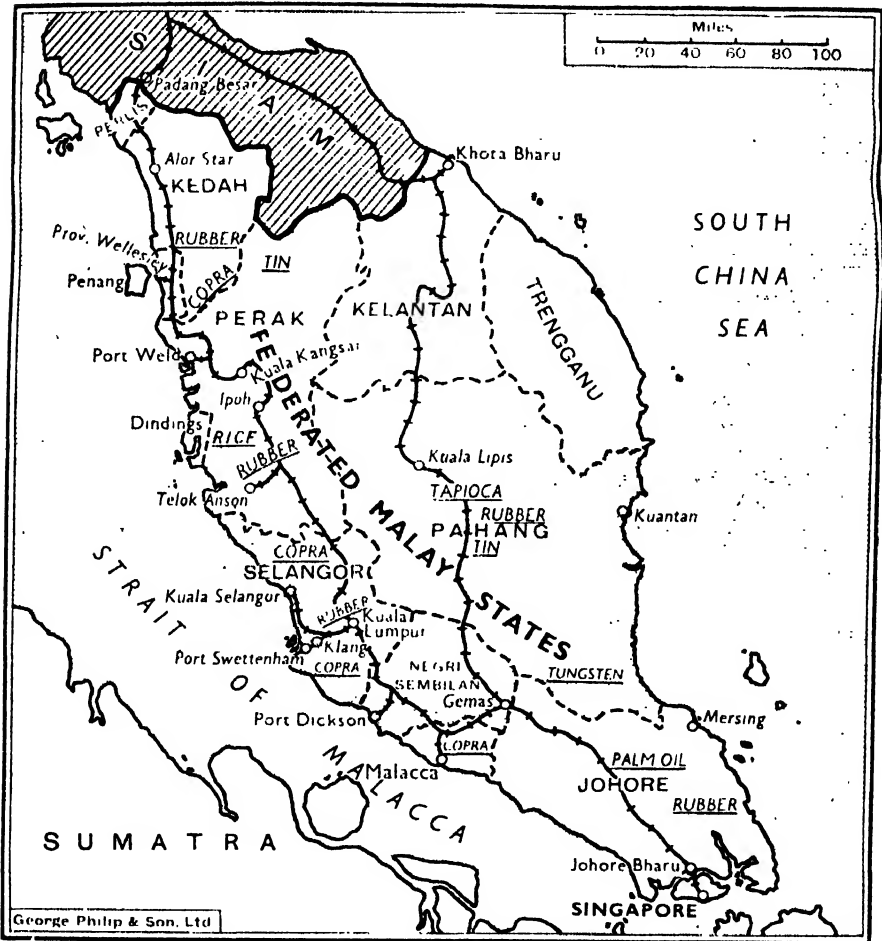 Miles
0 20 40 60 80 100
SIAM
Padang Besar
PERLIS
Khota Bharu
Alor Star
KEDAH
SOUTH
CHINA
SEA
Prov. Wellesley
RUBBER
TIN
Penang
COPRA
KELANTAN
TRENGGANU
PERAK
FEDERATED MALAY STATES
Port Weld
Kuala Kangsar
Ipoh
Dindings
RICE
RUBBER
Kuala Lipis
Telok Anson
TAPIOCA
RUBBER
Kuantan
PAHANG
TIN
STRAIT OF MALACCA
COPRA
SELANGOR
Kuala Selangor
RUBBER
Kuala
Lumpur
Klang
Port Swettenham
COPRA
NEGRI
SEMBILAN
TUNGSTEN
Gemas
Port Dickson
Mersing
COPRA
Malacca
PALM OIL
JOHORE
RUBBER
SUMATRA
Johore Bharu
SINGAPORE
George Philip & Son, Ltd